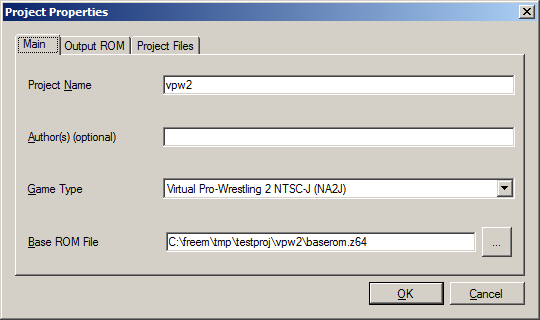 Project Properties
Main Output ROM Project Files
Project Name vpw2
Author(s) (optional)
Game Type Virtual Pro-Wrestling 2 NTSC-J (NA2J)
Base ROM File C:\freem\tmp\testproj\vpw2\baserom.z64 ...
OK Cancel